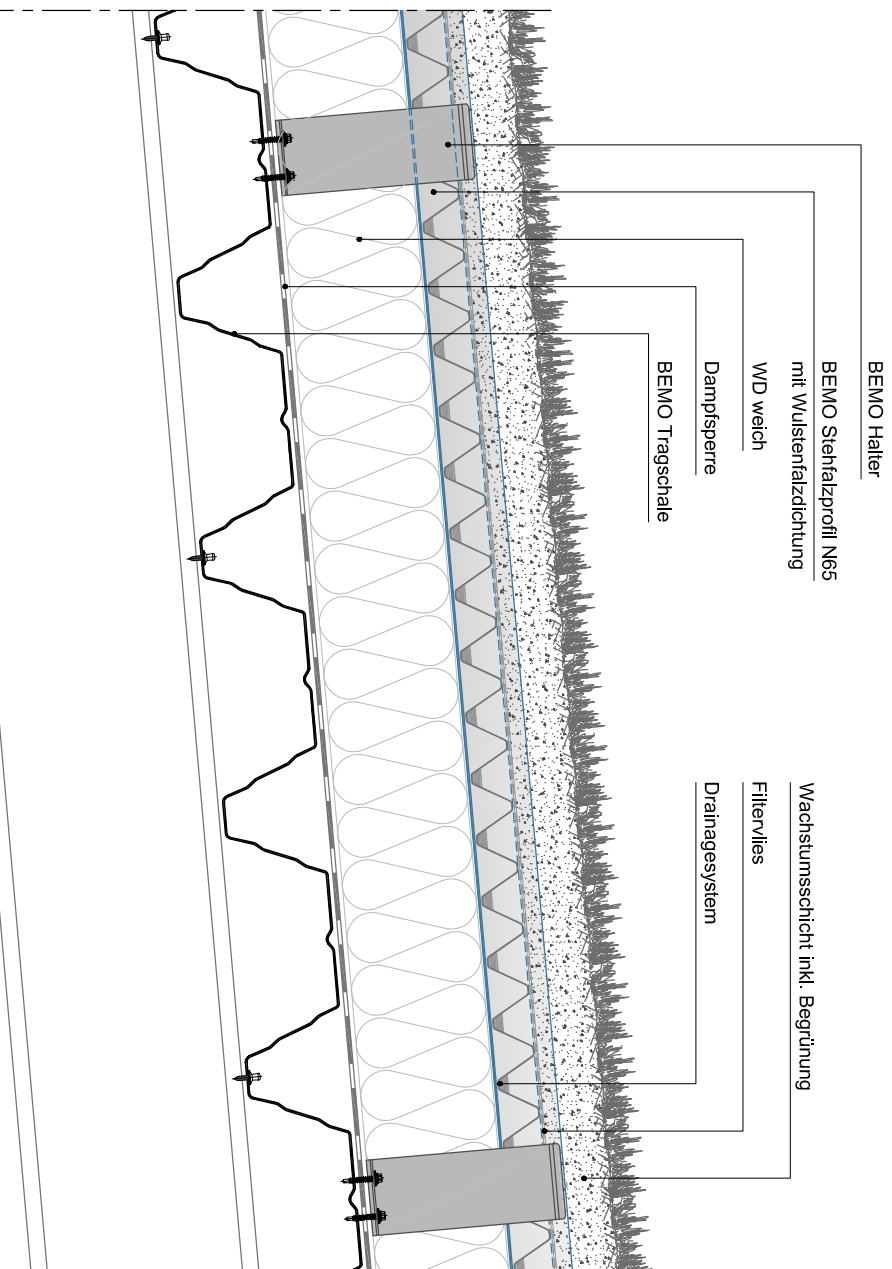 BEMO Halter
BEMO Stehfalzprofil N65
mit Wulstenfalzdichtung
WD weich
Dampfsperre
BEMO Tragschale
Wachstumsschicht inkl. Begrünung
Filtervlies
Drainagesystem